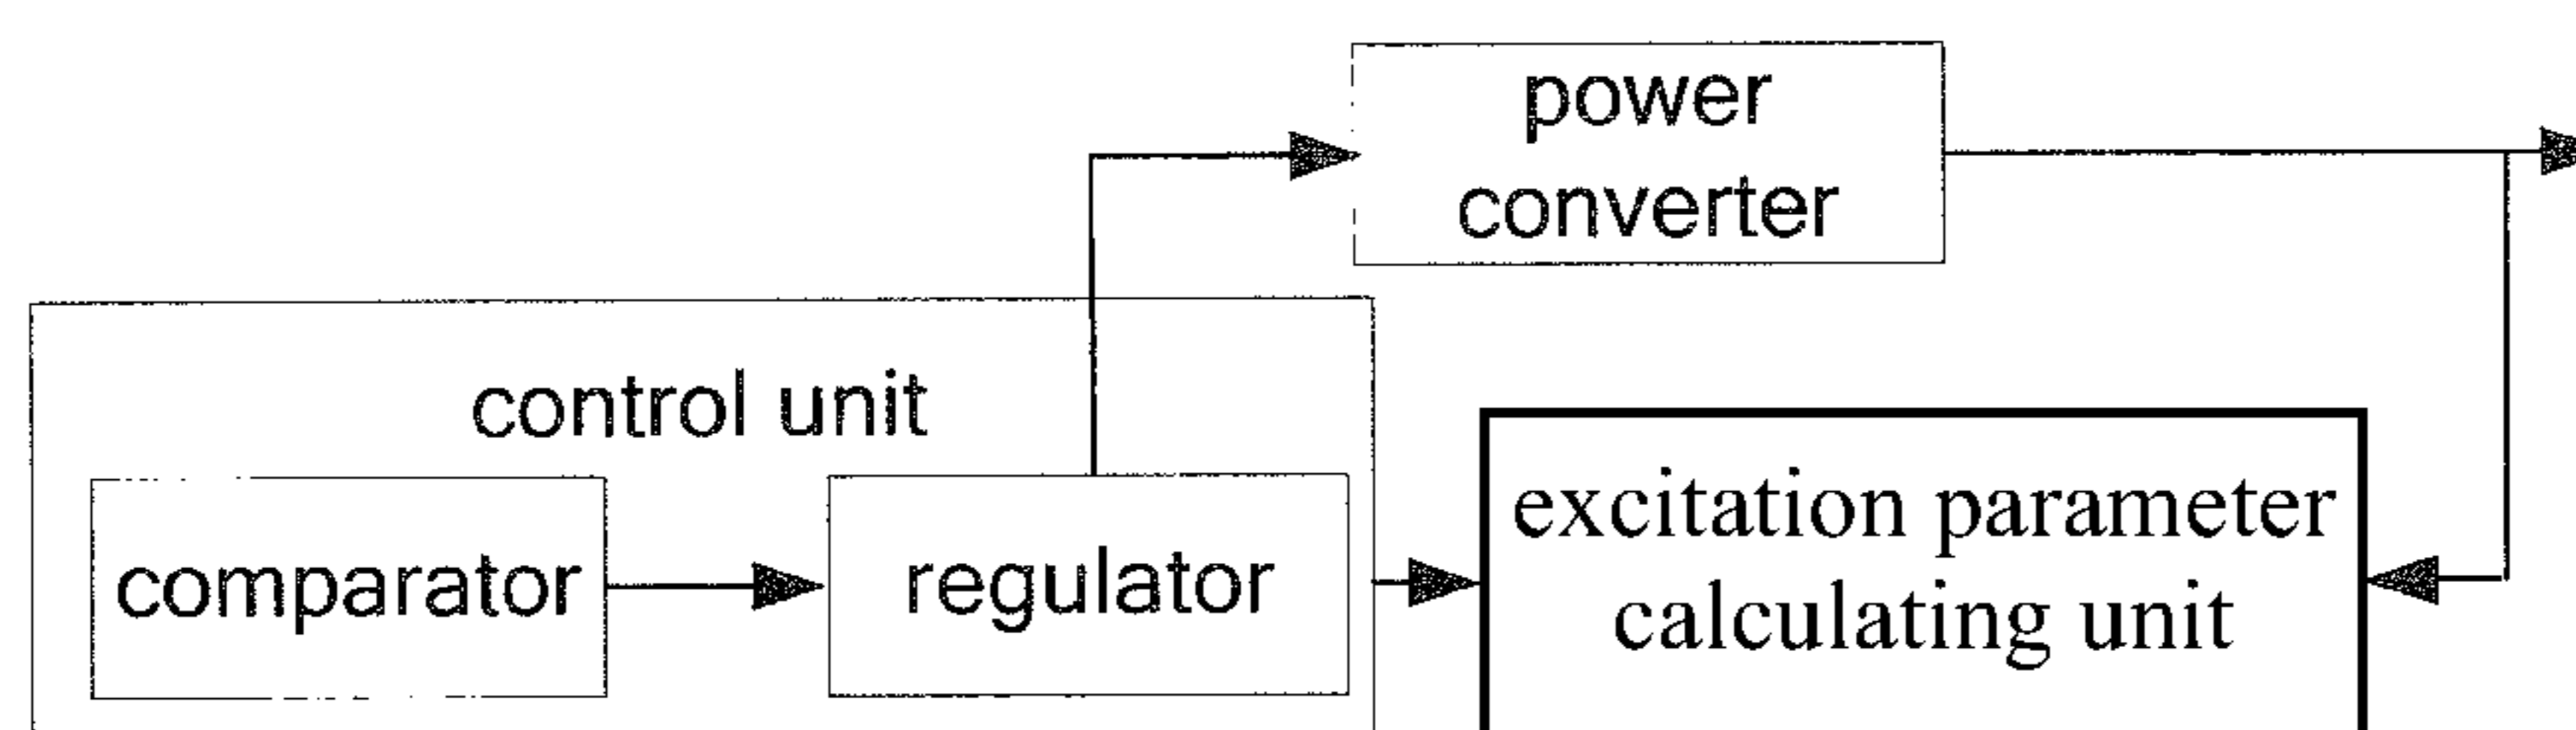 power
converter
control unit
comparator
regulator
excitation parameter
calculating unit